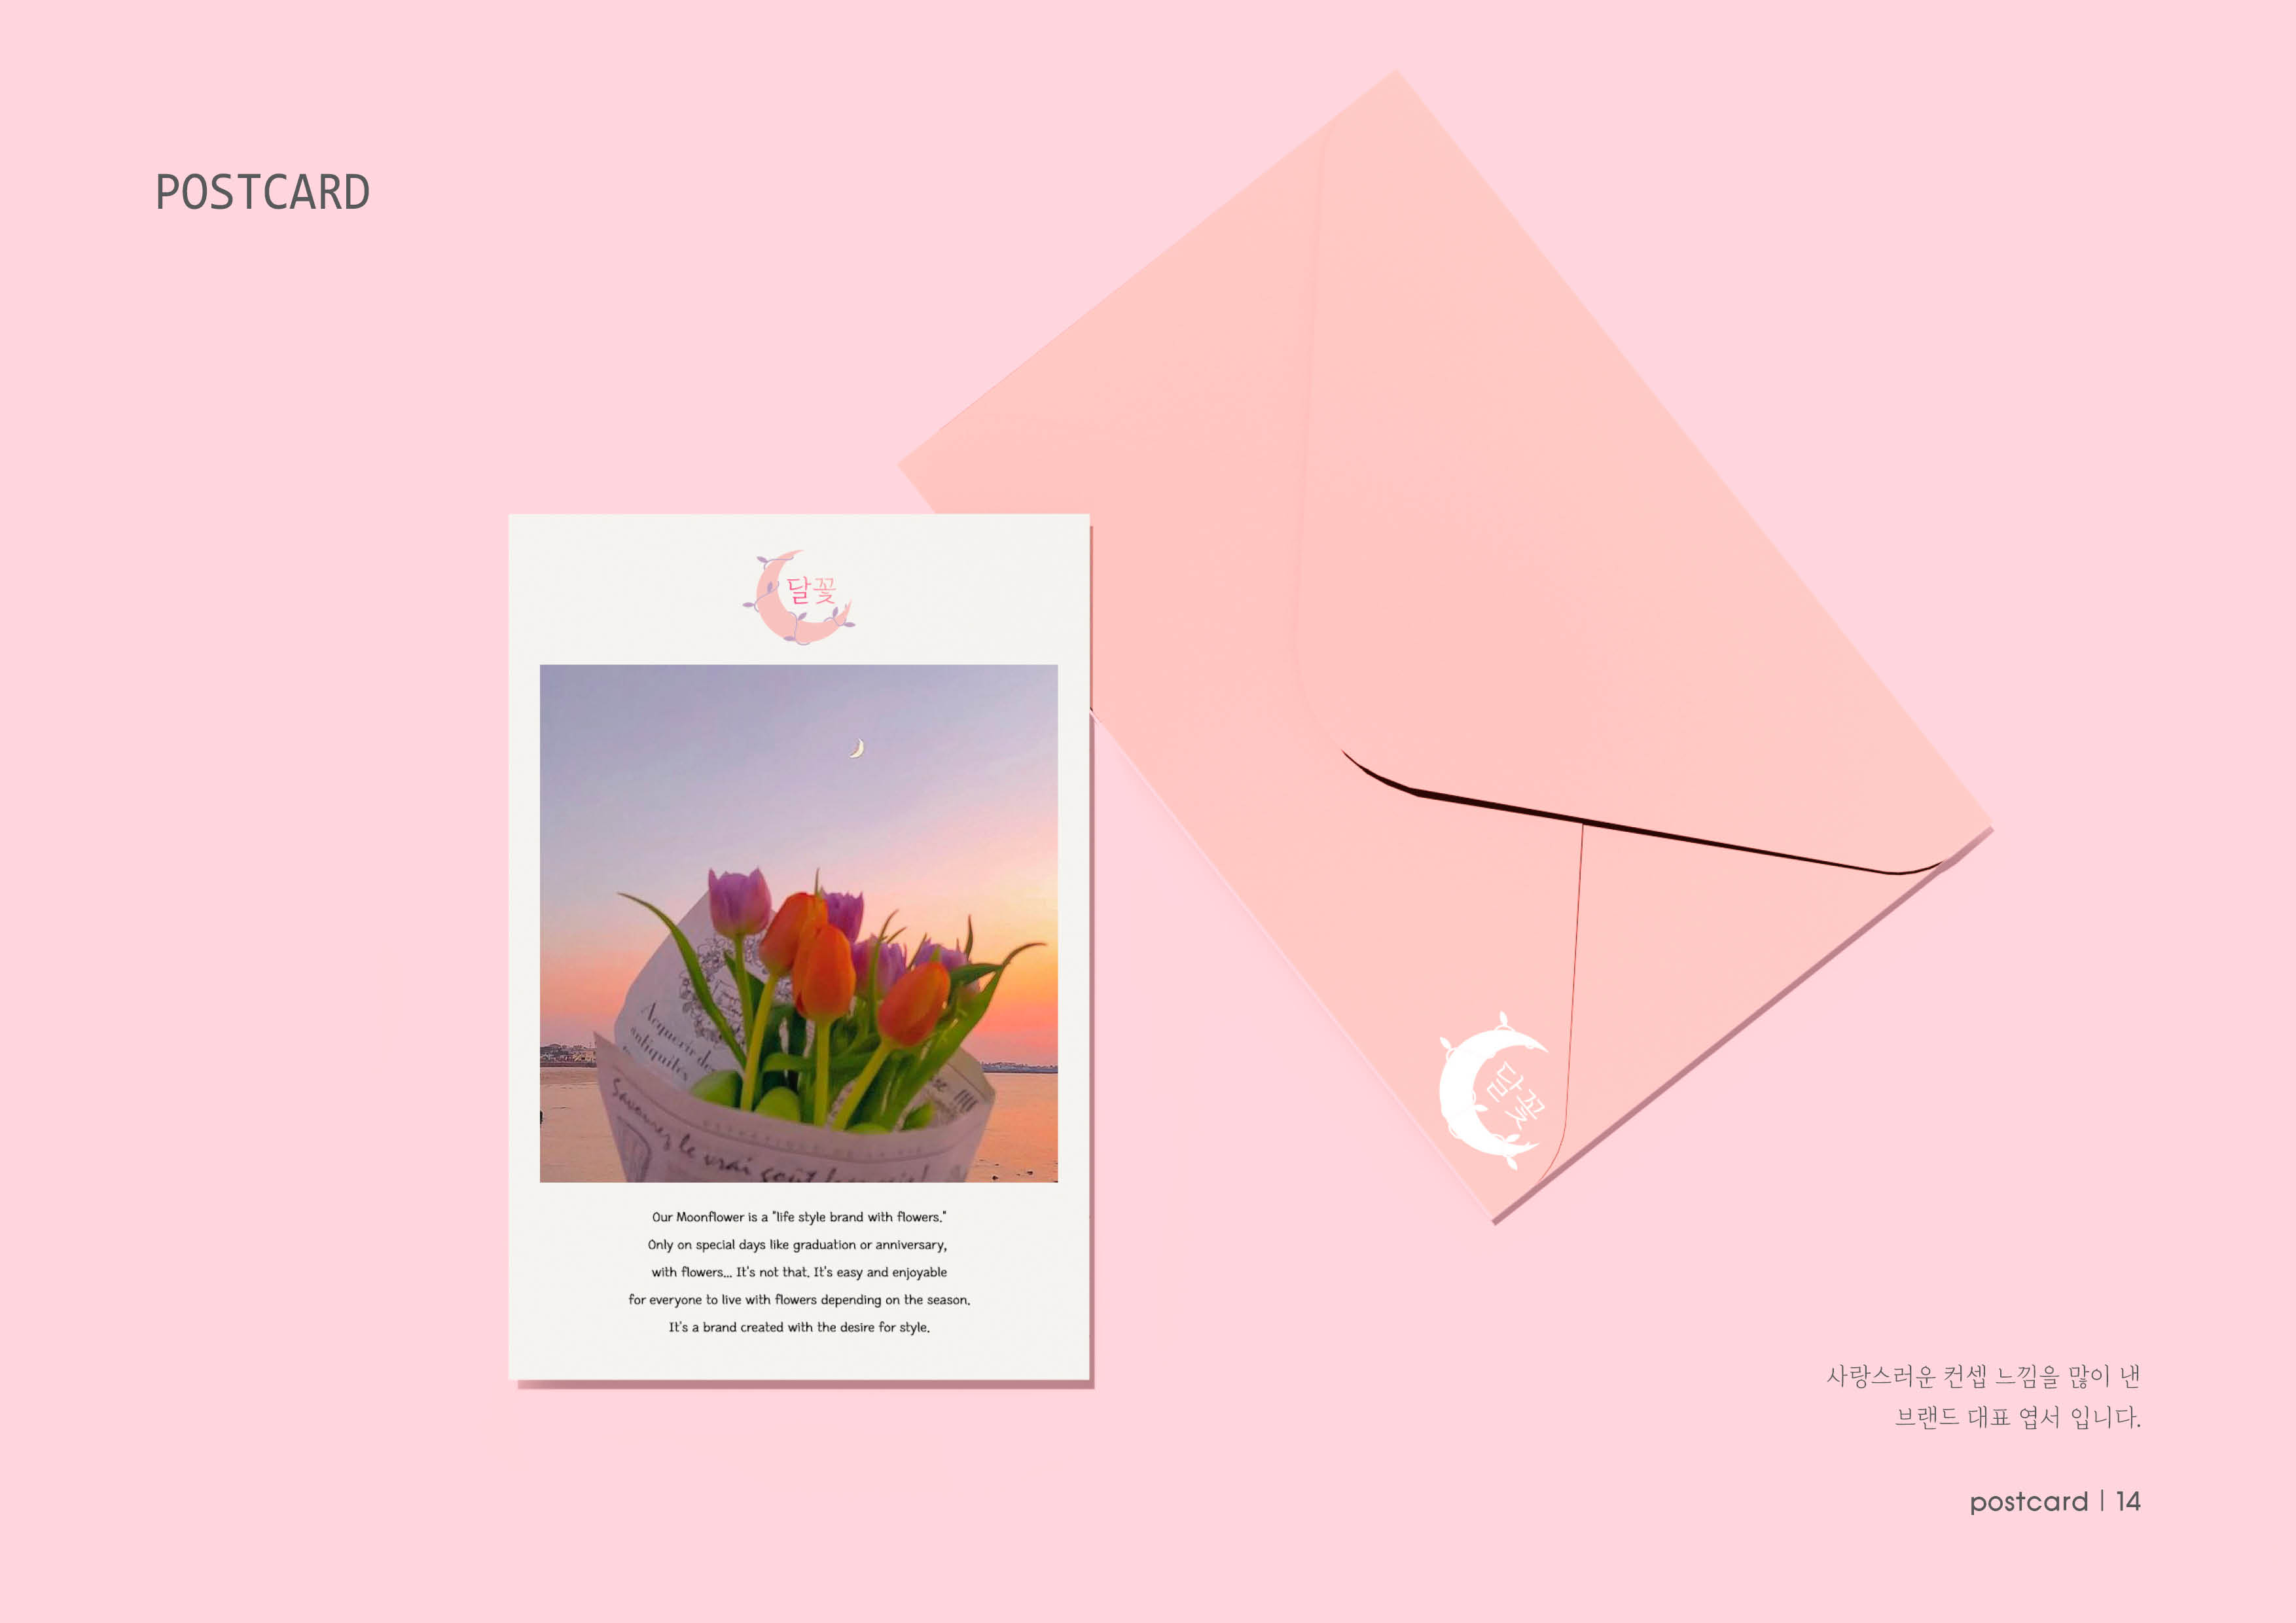 POSTCARD
달꽃
Acquerir des
antiquités
Savourez le vrai goût
Our Moonflower is a "life style brand with flowers."
Only on special days like graduation or anniversary,
with flowers... It's not that. It's easy and enjoyable
for everyone to live with flowers depending on the season.
It's a brand created with the desire for style.
달꽃
사랑스러운 컨셉 느낌을 많이 낸
브랜드 대표 엽서 입니다.
postcard | 14